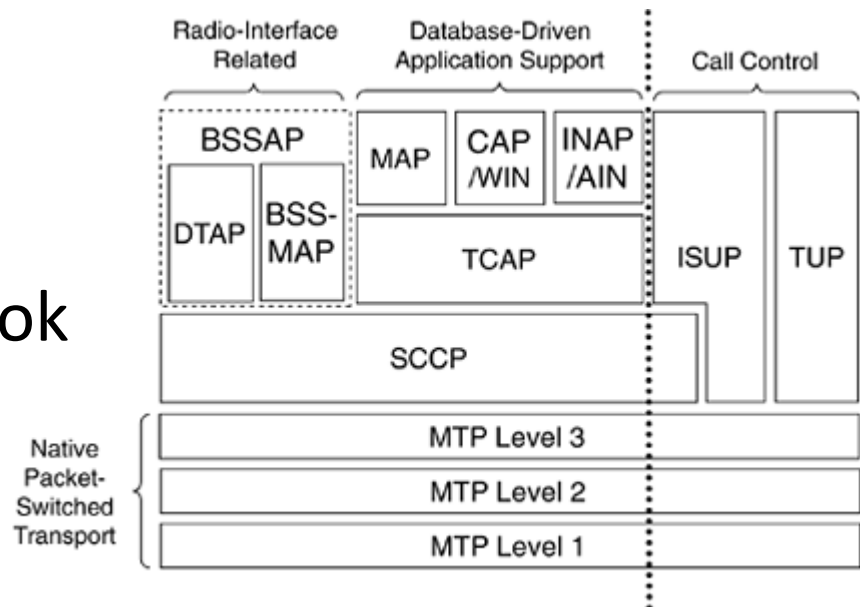 Radio-Interface
Related
Database-Driven
Application Support
Call Control
BSSAP
DTAP
BSS-
MAP
MAP
CAP
/WIN
INAP
/AIN
TCAP
ISUP
TUP
ok
SCCP
Native
Packet-
Switched
Transport
MTP Level 3
MTP Level 2
MTP Level 1